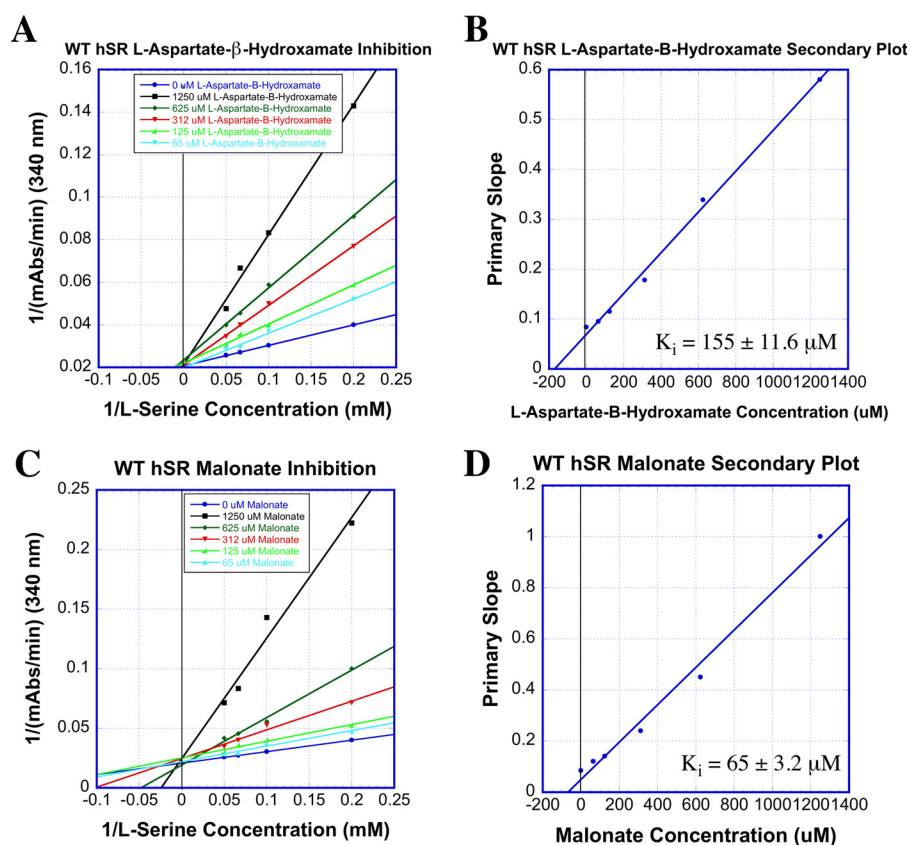 A
WT hSR L-Aspartate-β-Hydroxamate Inhibition
0.16
0.14
0.12
0.1
0.08
0.06
0.04
0.02
0 uM L-Aspartate-B-Hydroxamate
1250 uM L-Aspartate-B-Hydroxamate
625 uM L-Aspartate-B-Hydroxamate
312 uM L-Aspartate-B-Hydroxamate
125 uM L-Aspartate-B-Hydroxamate
65 uM L-Aspartate-B-Hydroxamate
1/(mAbs/min) (340 nm)
-0.1 -0.05 0 0.05 0.1 0.15 0.2 0.25
1/L-Serine Concentration (mM)
B
WT hSR L-Aspartate-B-Hydroxamate Secondary Plot
0.6
0.5
0.4
0.3
0.2
0.1
0
Primary Slope
Ki = 155 ± 11.6 μM
-200 0 200 400 600 800 1000 1200 1400
L-Aspartate-B-Hydroxamate Concentration (uM)
C
WT hSR Malonate Inhibition
0.25
0.2
0.15
0.1
0.05
0
0 uM Malonate
1250 uM Malonate
625 uM Malonate
312 uM Malonate
125 uM Malonate
65 uM Malonate
1/(mAbs/min) (340 nm)
-0.1 -0.05 0 0.05 0.1 0.15 0.2 0.25
1/L-Serine Concentration (mM)
D
WT hSR Malonate Secondary Plot
1.2
1
0.8
0.6
0.4
0.2
0
Primary Slope
Ki = 65 ± 3.2 μM
-200 0 200 400 600 800 1000 1200 1400
Malonate Concentration (uM)